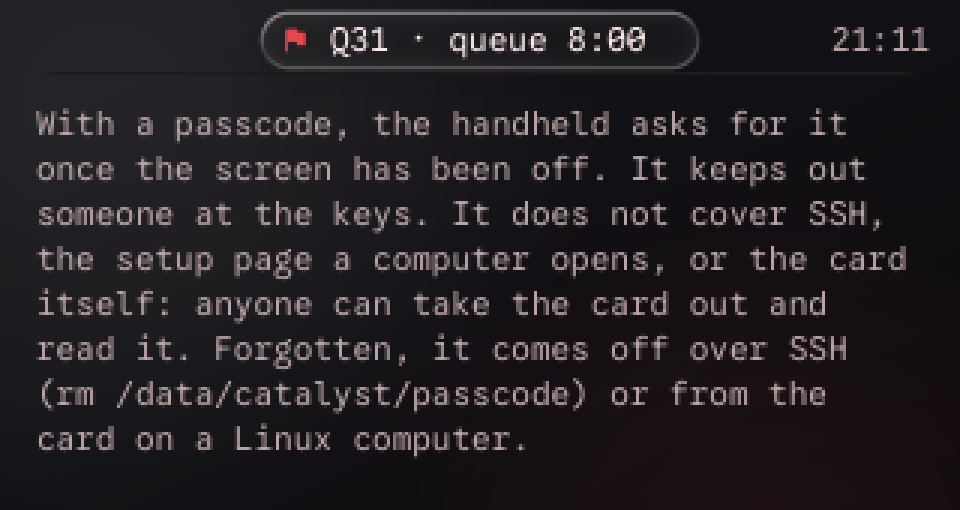 Q31 · queue 8:00
21:11
With a passcode, the handheld asks for it
once the screen has been off. It keeps out
someone at the keys. It does not cover SSH,
the setup page a computer opens, or the card
itself: anyone can take the card out and
read it. Forgotten, it comes off over SSH
(rm /data/catalyst/passcode) or from the
card on a Linux computer.